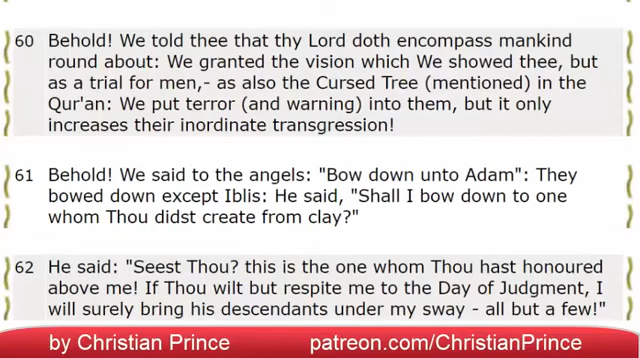 60 Behold! We told thee that thy Lord doth encompass mankind
round about: We granted the vision which We showed thee, but
as a trial for men,- as also the Cursed Tree (mentioned) in the
Qur'an: We put terror (and warning) into them, but it only
increases their inordinate transgression!
61 Behold! We said to the angels: "Bow down unto Adam": They
bowed down except Iblis: He said, "Shall I bow down to one
whom Thou didst create from clay?"
62 He said: "Seest Thou? this is the one whom Thou hast honoured
above me! If Thou wilt but respite me to the Day of Judgment, I
will surely bring his descendants under my sway - all but a few!"
by Christian Prince patreon.com/ChristianPrince